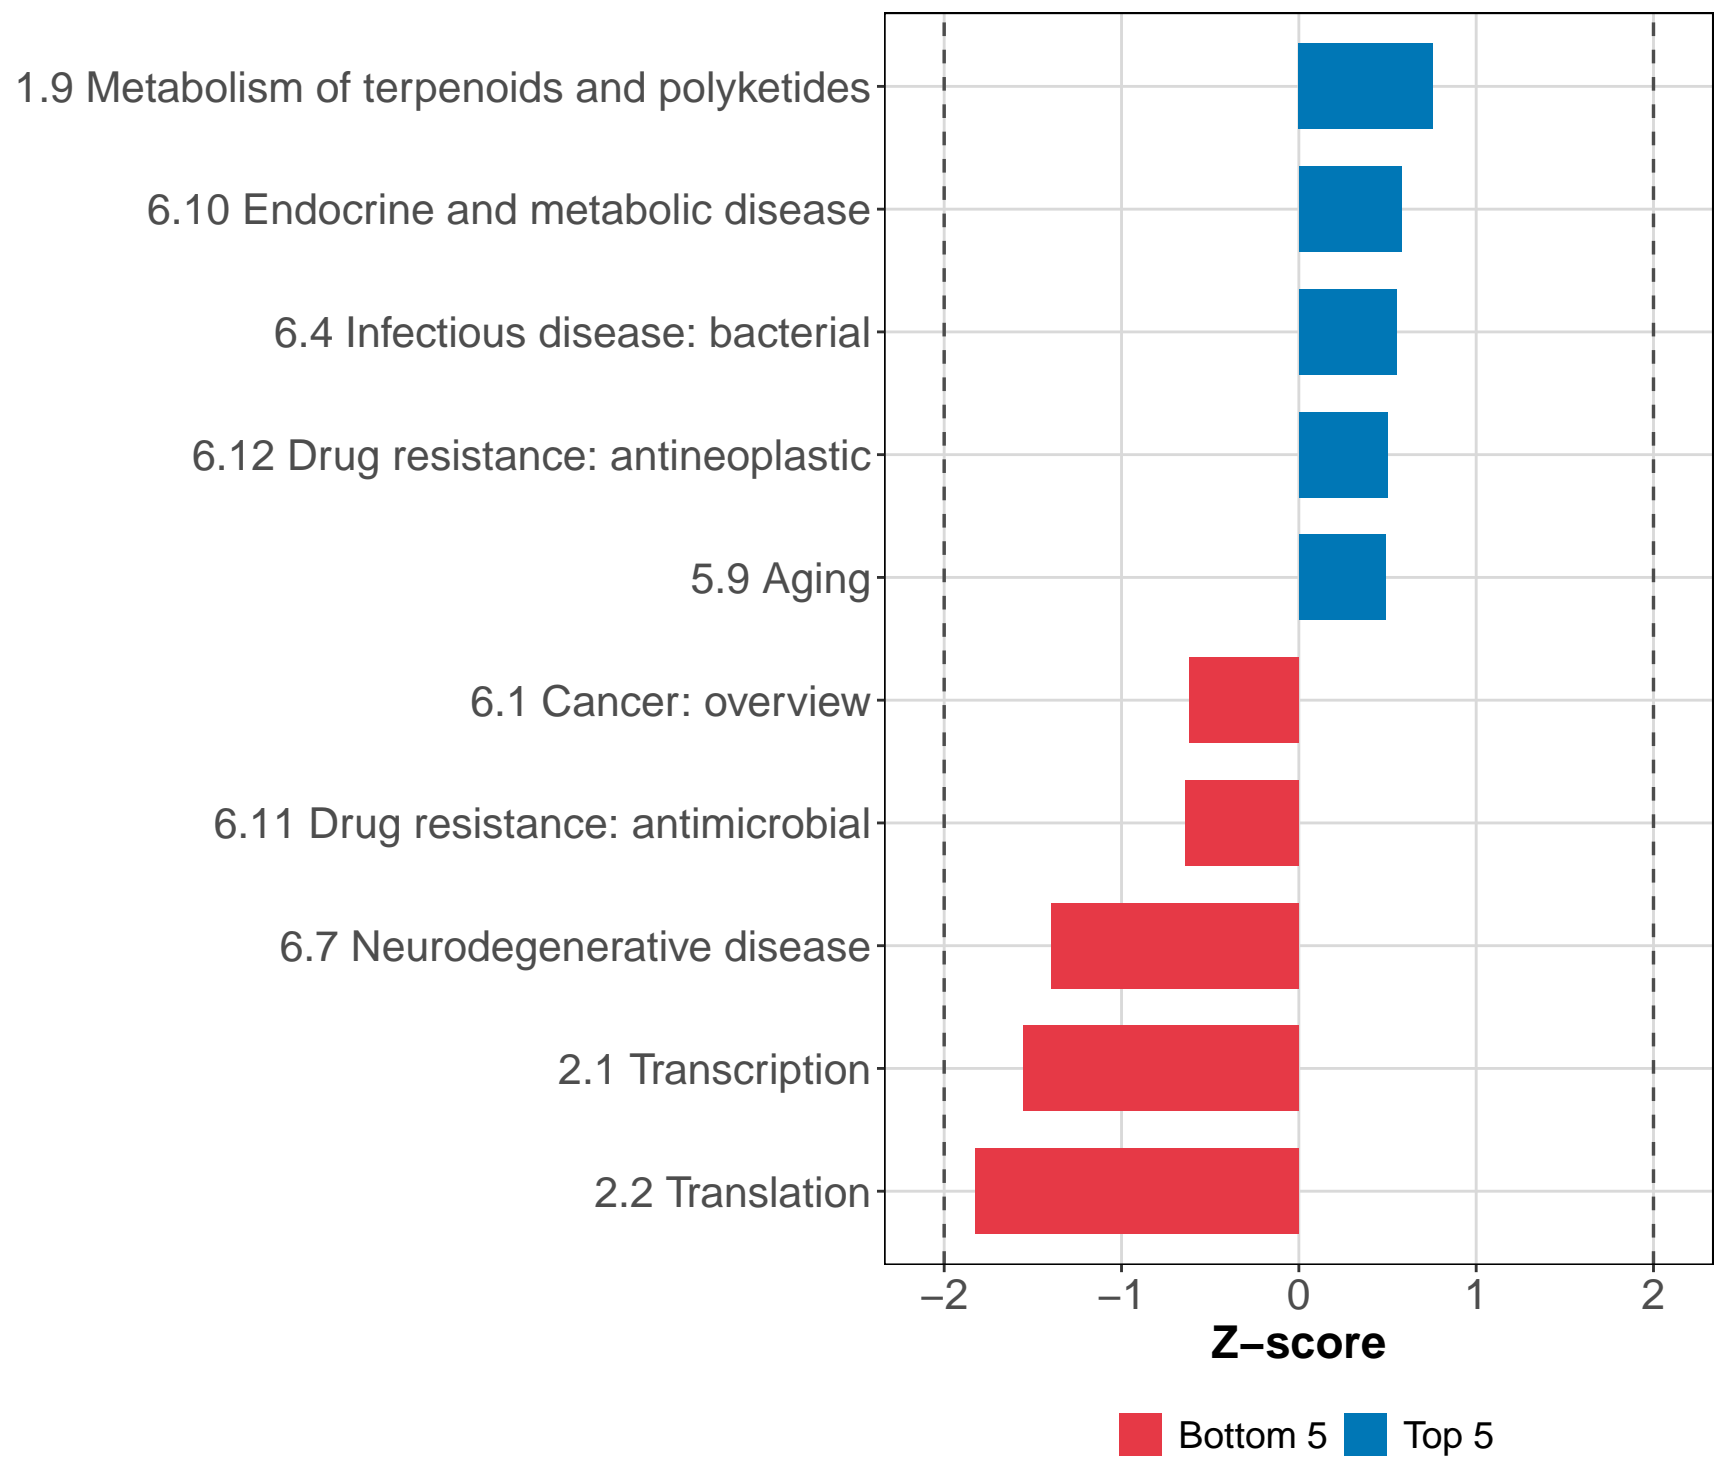 1.9 Metabolism of terpenoids and polyketides
6.10 Endocrine and metabolic disease
6.4 Infectious disease: bacterial
6.12 Drug resistance: antineoplastic
5.9 Aging
6.1 Cancer: overview
6.11 Drug resistance: antimicrobial
6.7 Neurodegenerative disease
2.1 Transcription
2.2 Translation
−2 −1 0 1 2
Z−score
Bottom 5 Top 5